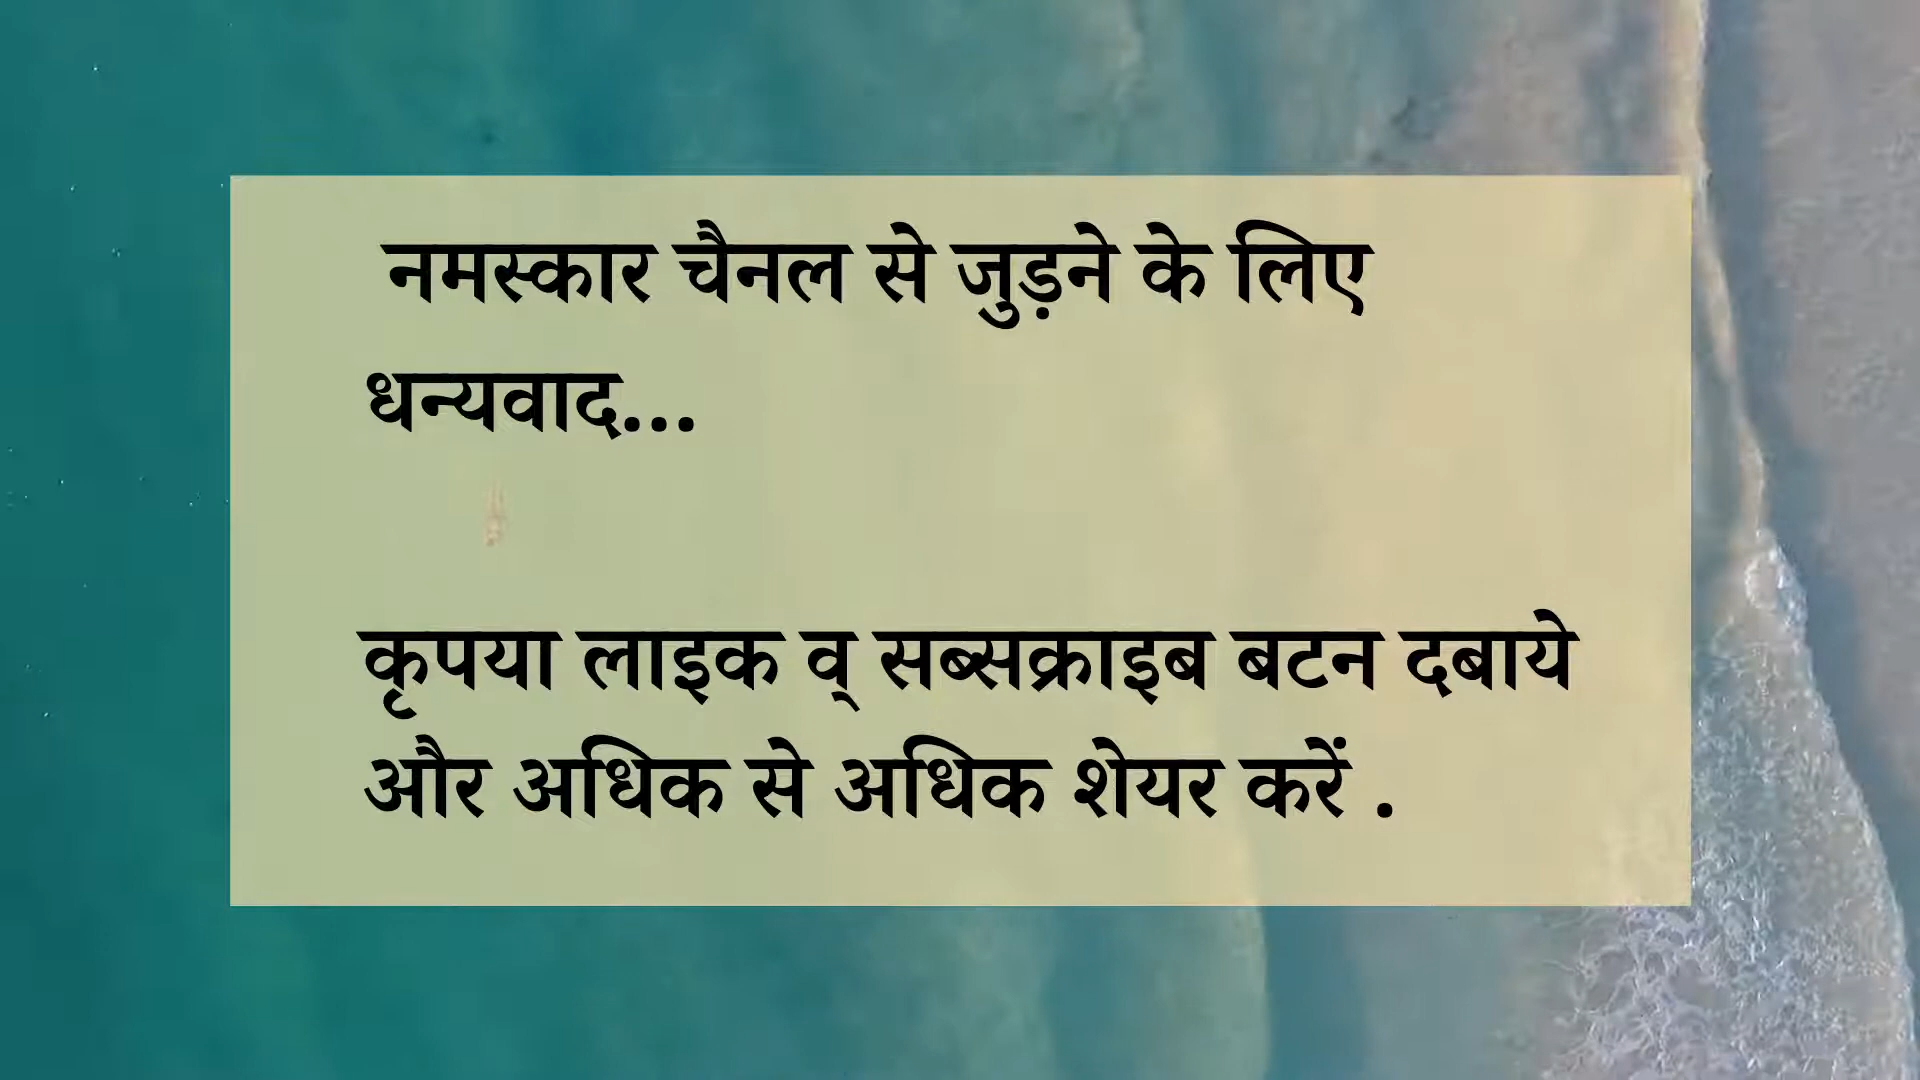 नमस्कार चैनल से जुड़ने के लिए
धन्यवाद...
कृपया लाइक व् सब्सक्राइब बटन दबाये
और अधिक से अधिक शेयर करें .